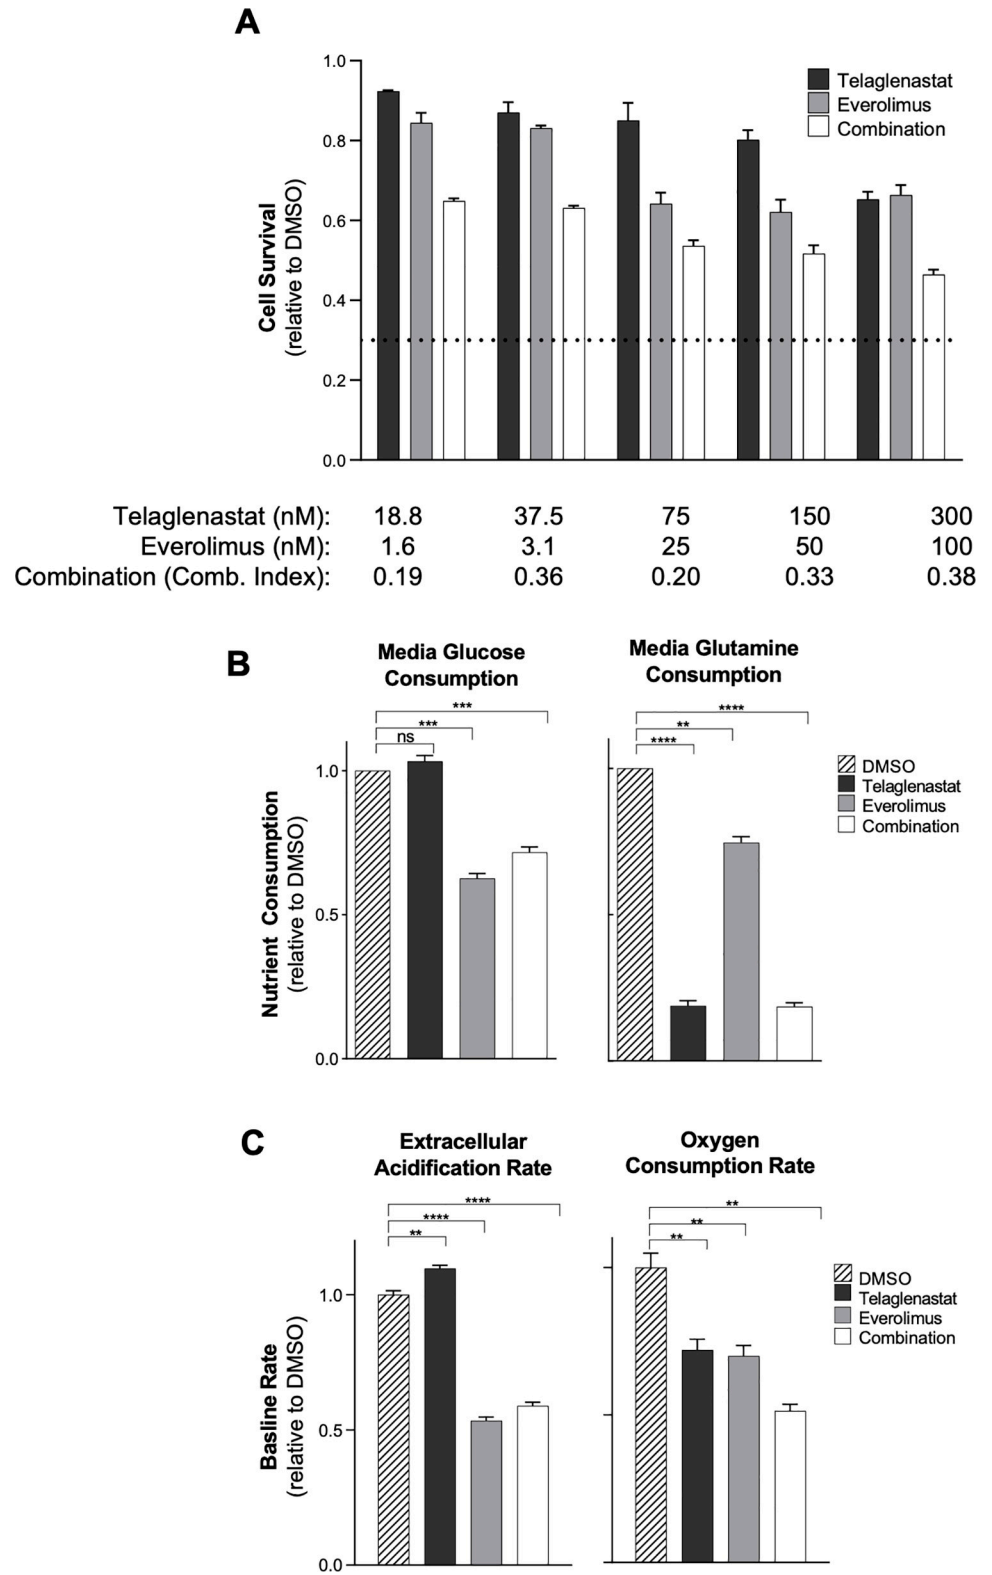 A
1.0
0.8
0.6
0.4
0.2
0.0
Cell Survival
(relative to DMSO)
Telaglenastat
Everolimus
Combination
Telaglenastat (nM): 18.8 37.5 75 150 300
Everolimus (nM): 1.6 3.1 25 50 100
Combination (Comb. Index): 0.19 0.36 0.20 0.33 0.38
B
Media Glucose
Consumption
***
***
ns
1.0
0.5
0.0
Nutrient Consumption
(relative to DMSO)
Media Glutamine
Consumption
****
**
****
DMSO
Telaglenastat
Everolimus
Combination
C
Extracellular
Acidification Rate
****
****
**
1.0
0.5
0.0
Basline Rate
(relative to DMSO)
Oxygen
Consumption Rate
**
**
**
DMSO
Telaglenastat
Everolimus
Combination